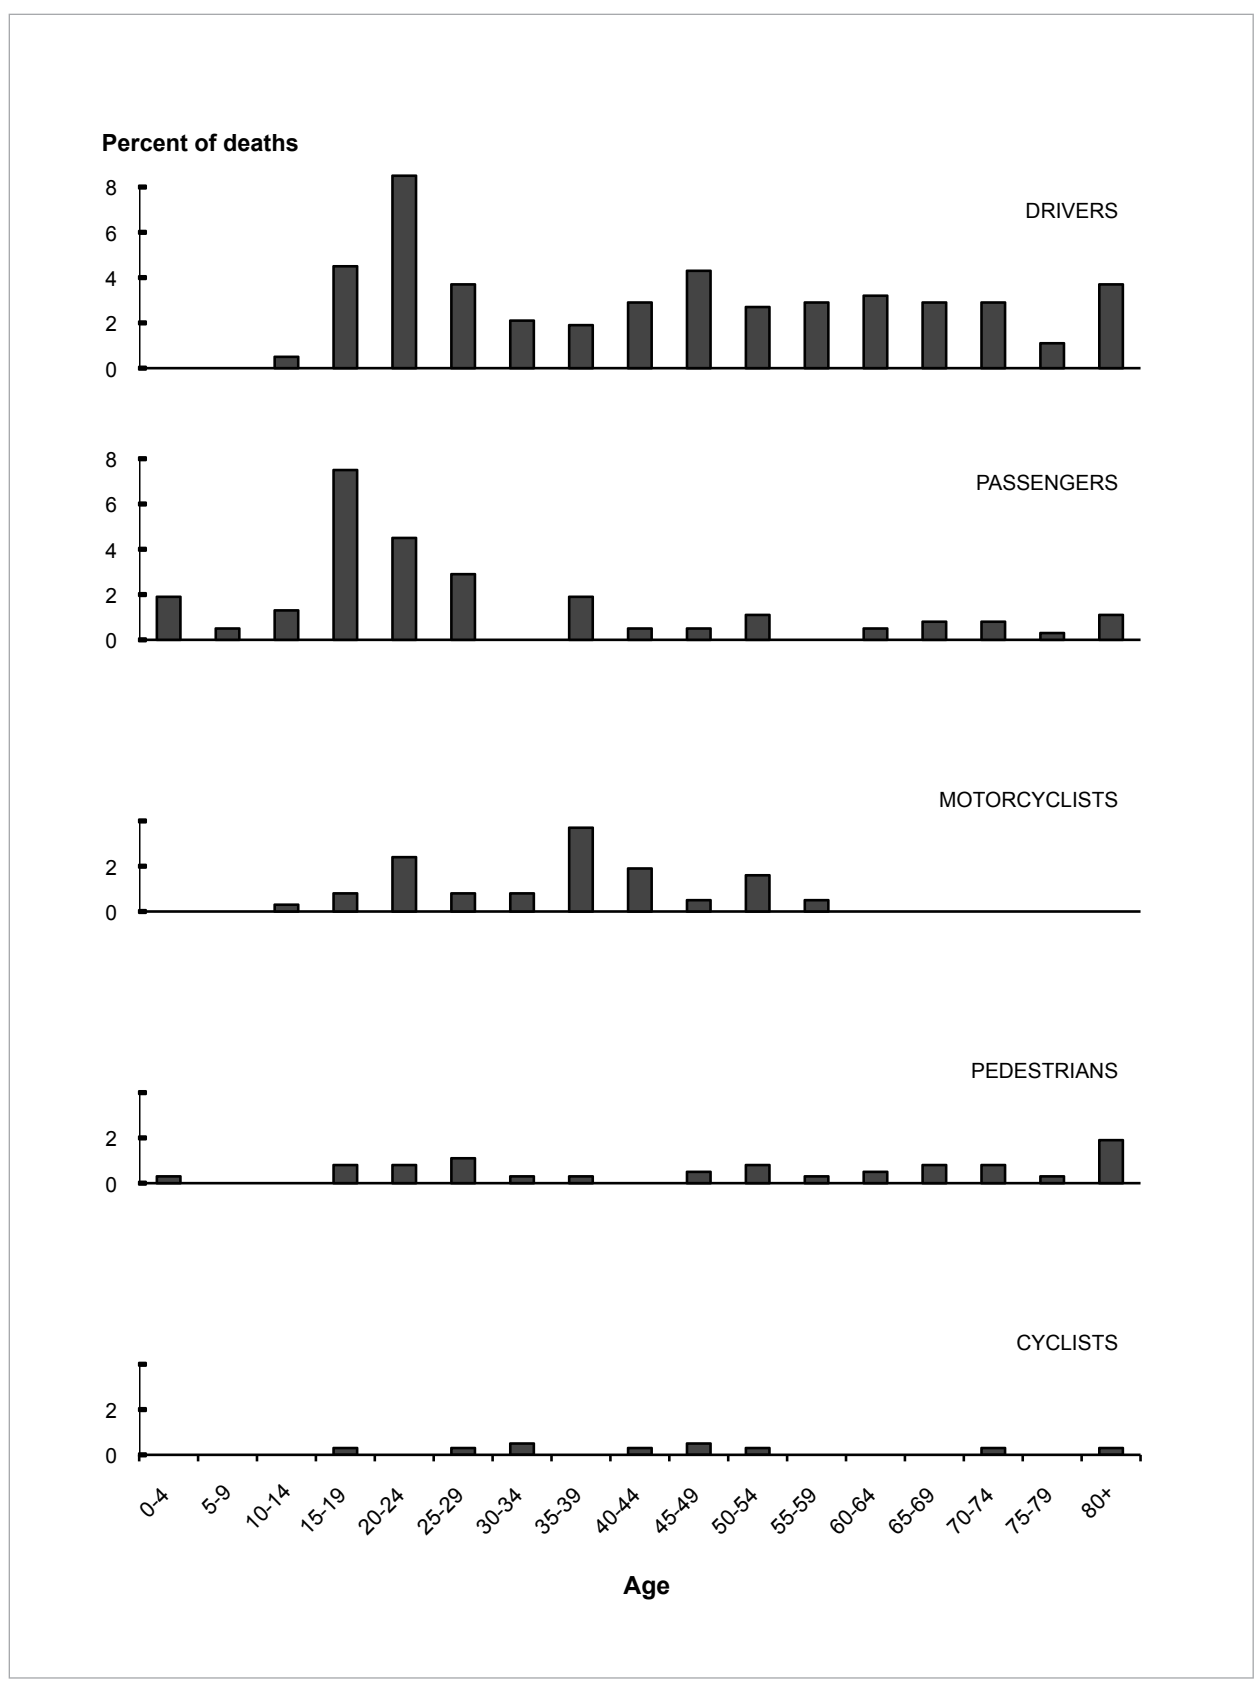 Percent of deaths
8
DRIVERS
6
4
2
0
8
PASSENGERS
6
4
2
0
MOTORCYCLISTS
2
0
PEDESTRIANS
2
0
CYCLISTS
2
0
0-4 5-9 10-14 15-19 20-24 25-29 30-34 35-39 40-44 45-49 50-54 55-59 60-64 65-69 70-74 75-79 80+
Age